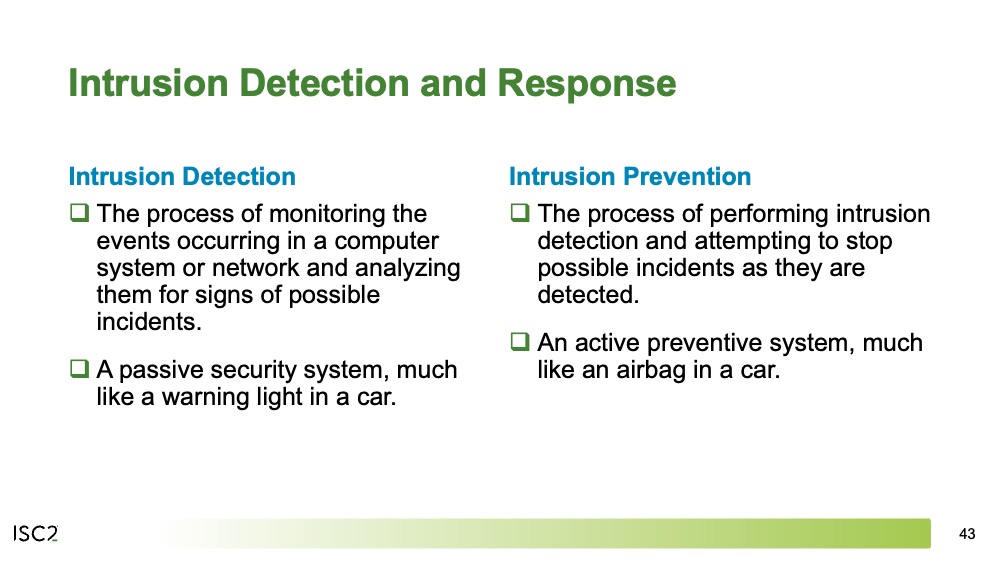 Intrusion Detection and Response
Intrusion Detection
The process of monitoring the
events occurring in a computer
system or network and analyzing
them for signs of possible
incidents.
A passive security system, much
like a warning light in a car.
Intrusion Prevention
The process of performing intrusion
detection and attempting to stop
possible incidents as they are
detected.
An active preventive system, much
like an airbag in a car.
ISC2
43